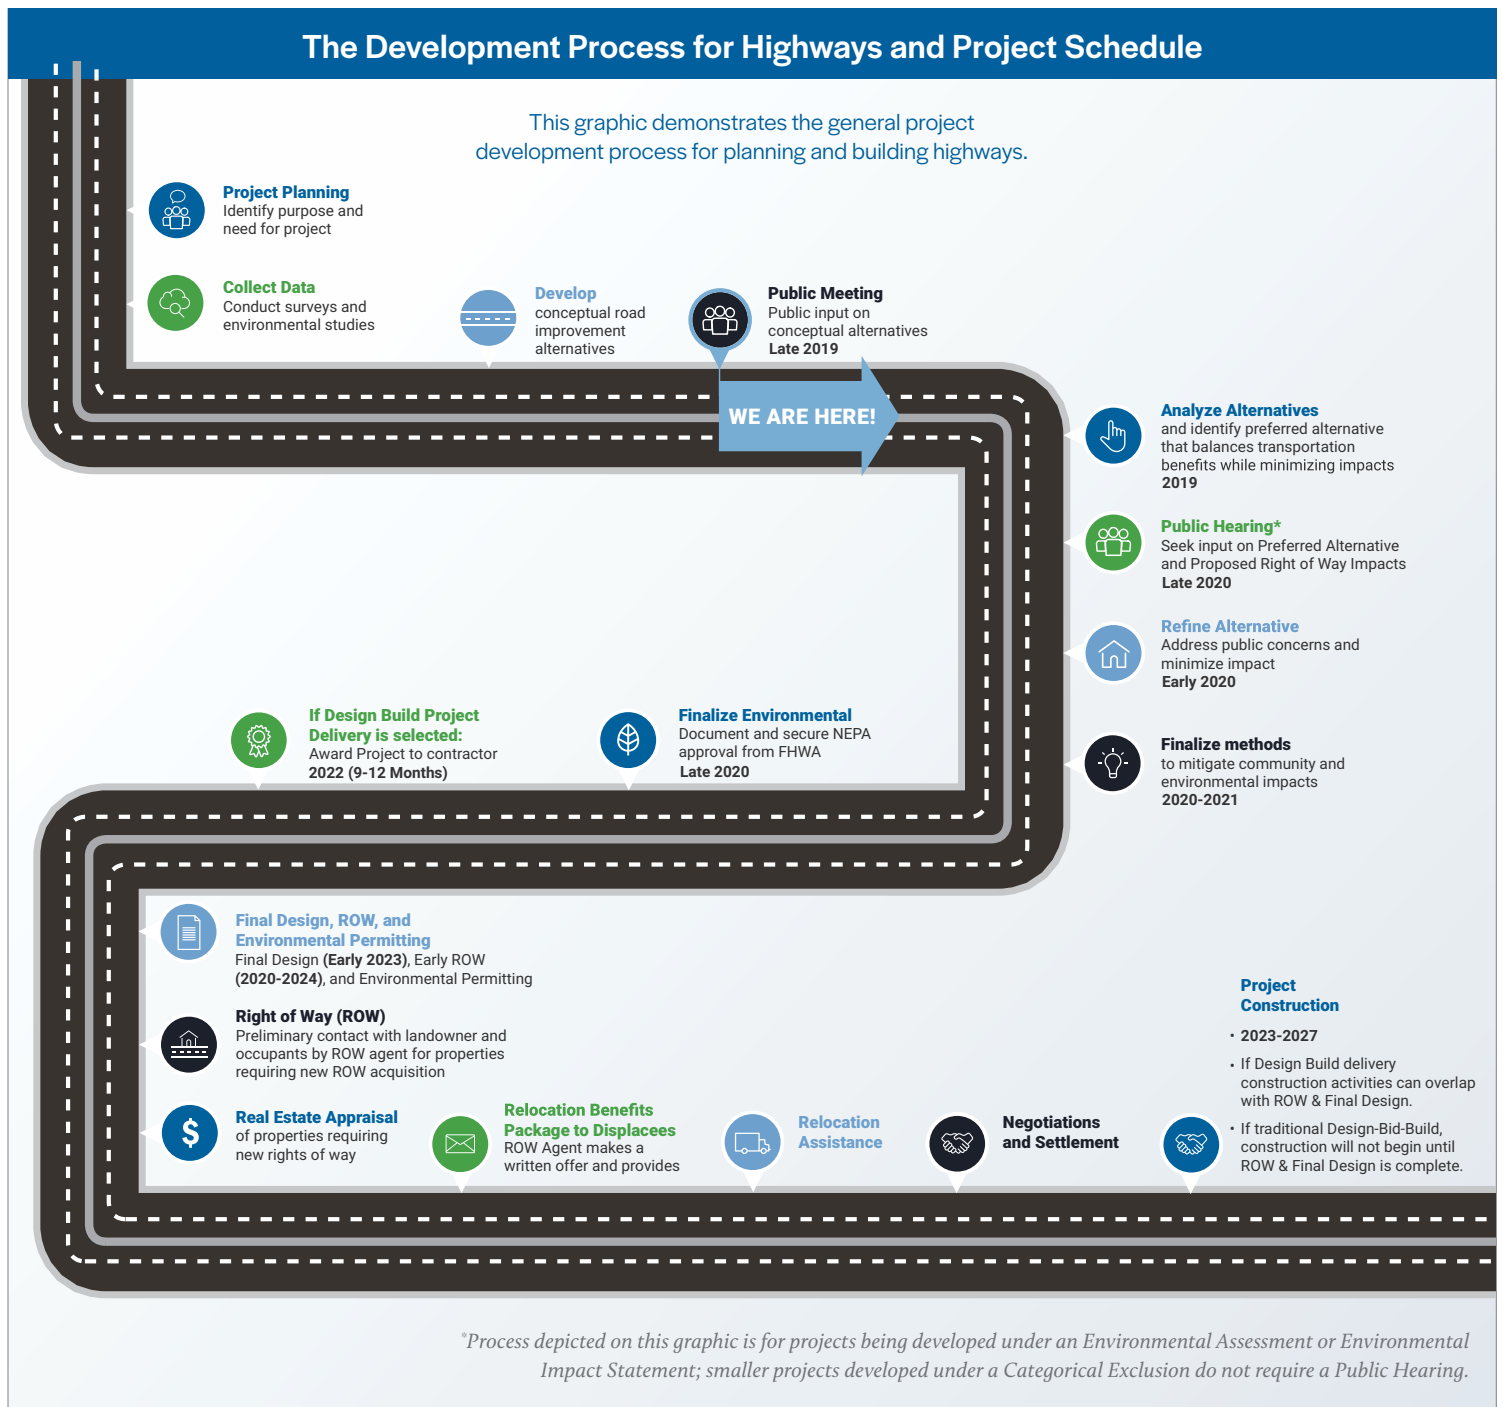 The Development Process for Highways and Project Schedule
This graphic demonstrates the general project
development process for planning and building highways.
Project Planning
Identify purpose and
need for project
Collect Data
Conduct surveys and
environmental studies
Develop
conceptual road
improvement
alternatives
Public Meeting
Public input on
conceptual alternatives
Late 2019
WE ARE HERE!
Analyze Alternatives
and identify preferred alternative
that balances transportation
benefits while minimizing impacts
2019
Public Hearing*
Seek input on Preferred Alternative
and Proposed Right of Way Impacts
Late 2020
Refine Alternative
Address public concerns and
minimize impact
Early 2020
Finalize methods
to mitigate community and
environmental impacts
2020-2021
Finalize Environmental
Document and secure NEPA
approval from FHWA
Late 2020
If Design Build Project
Delivery is selected:
Award Project to contractor
2022 (9-12 Months)
Final Design, ROW, and
Environmental Permitting
Final Design (Early 2023), Early ROW
(2020-2024), and Environmental Permitting
Right of Way (ROW)
Preliminary contact with landowner and
occupants by ROW agent for properties
requiring new ROW acquisition
$
Real Estate Appraisal
of properties requiring
new rights of way
Relocation Benefits
Package to Displacees
ROW Agent makes a
written offer and provides
Relocation
Assistance
Negotiations
and Settlement
Project
Construction
• 2023-2027
• If Design Build delivery
construction activities can overlap
with ROW & Final Design.
• If traditional Design-Bid-Build,
construction will not begin until
ROW & Final Design is complete.
*Process depicted on this graphic is for projects being developed under an Environmental Assessment or Environmental
Impact Statement; smaller projects developed under a Categorical Exclusion do not require a Public Hearing.